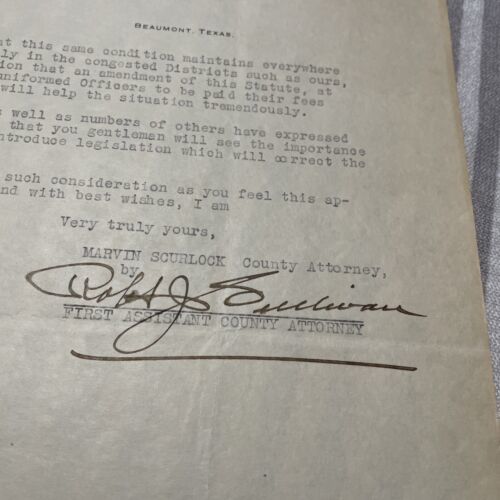 BEAUMONT, TEXAS.
at this same condition maintains everywhere
ly in the congested Districts such as ours,
ion that an amendment of this Statute, at
uniformed Officers to be paid their fees
will help the situation tremendously.
s well as numbers of others have expressed
that you gentleman will see the importance
ntroduce legislation which will correct the
such consideration as you feel this ap-
nd with best wishes, I am
Very truly yours,
MARVIN SCURLOCK County Attorney,
by
Robt J Sullivan
FIRST ASSISTANT COUNTY ATTORNEY